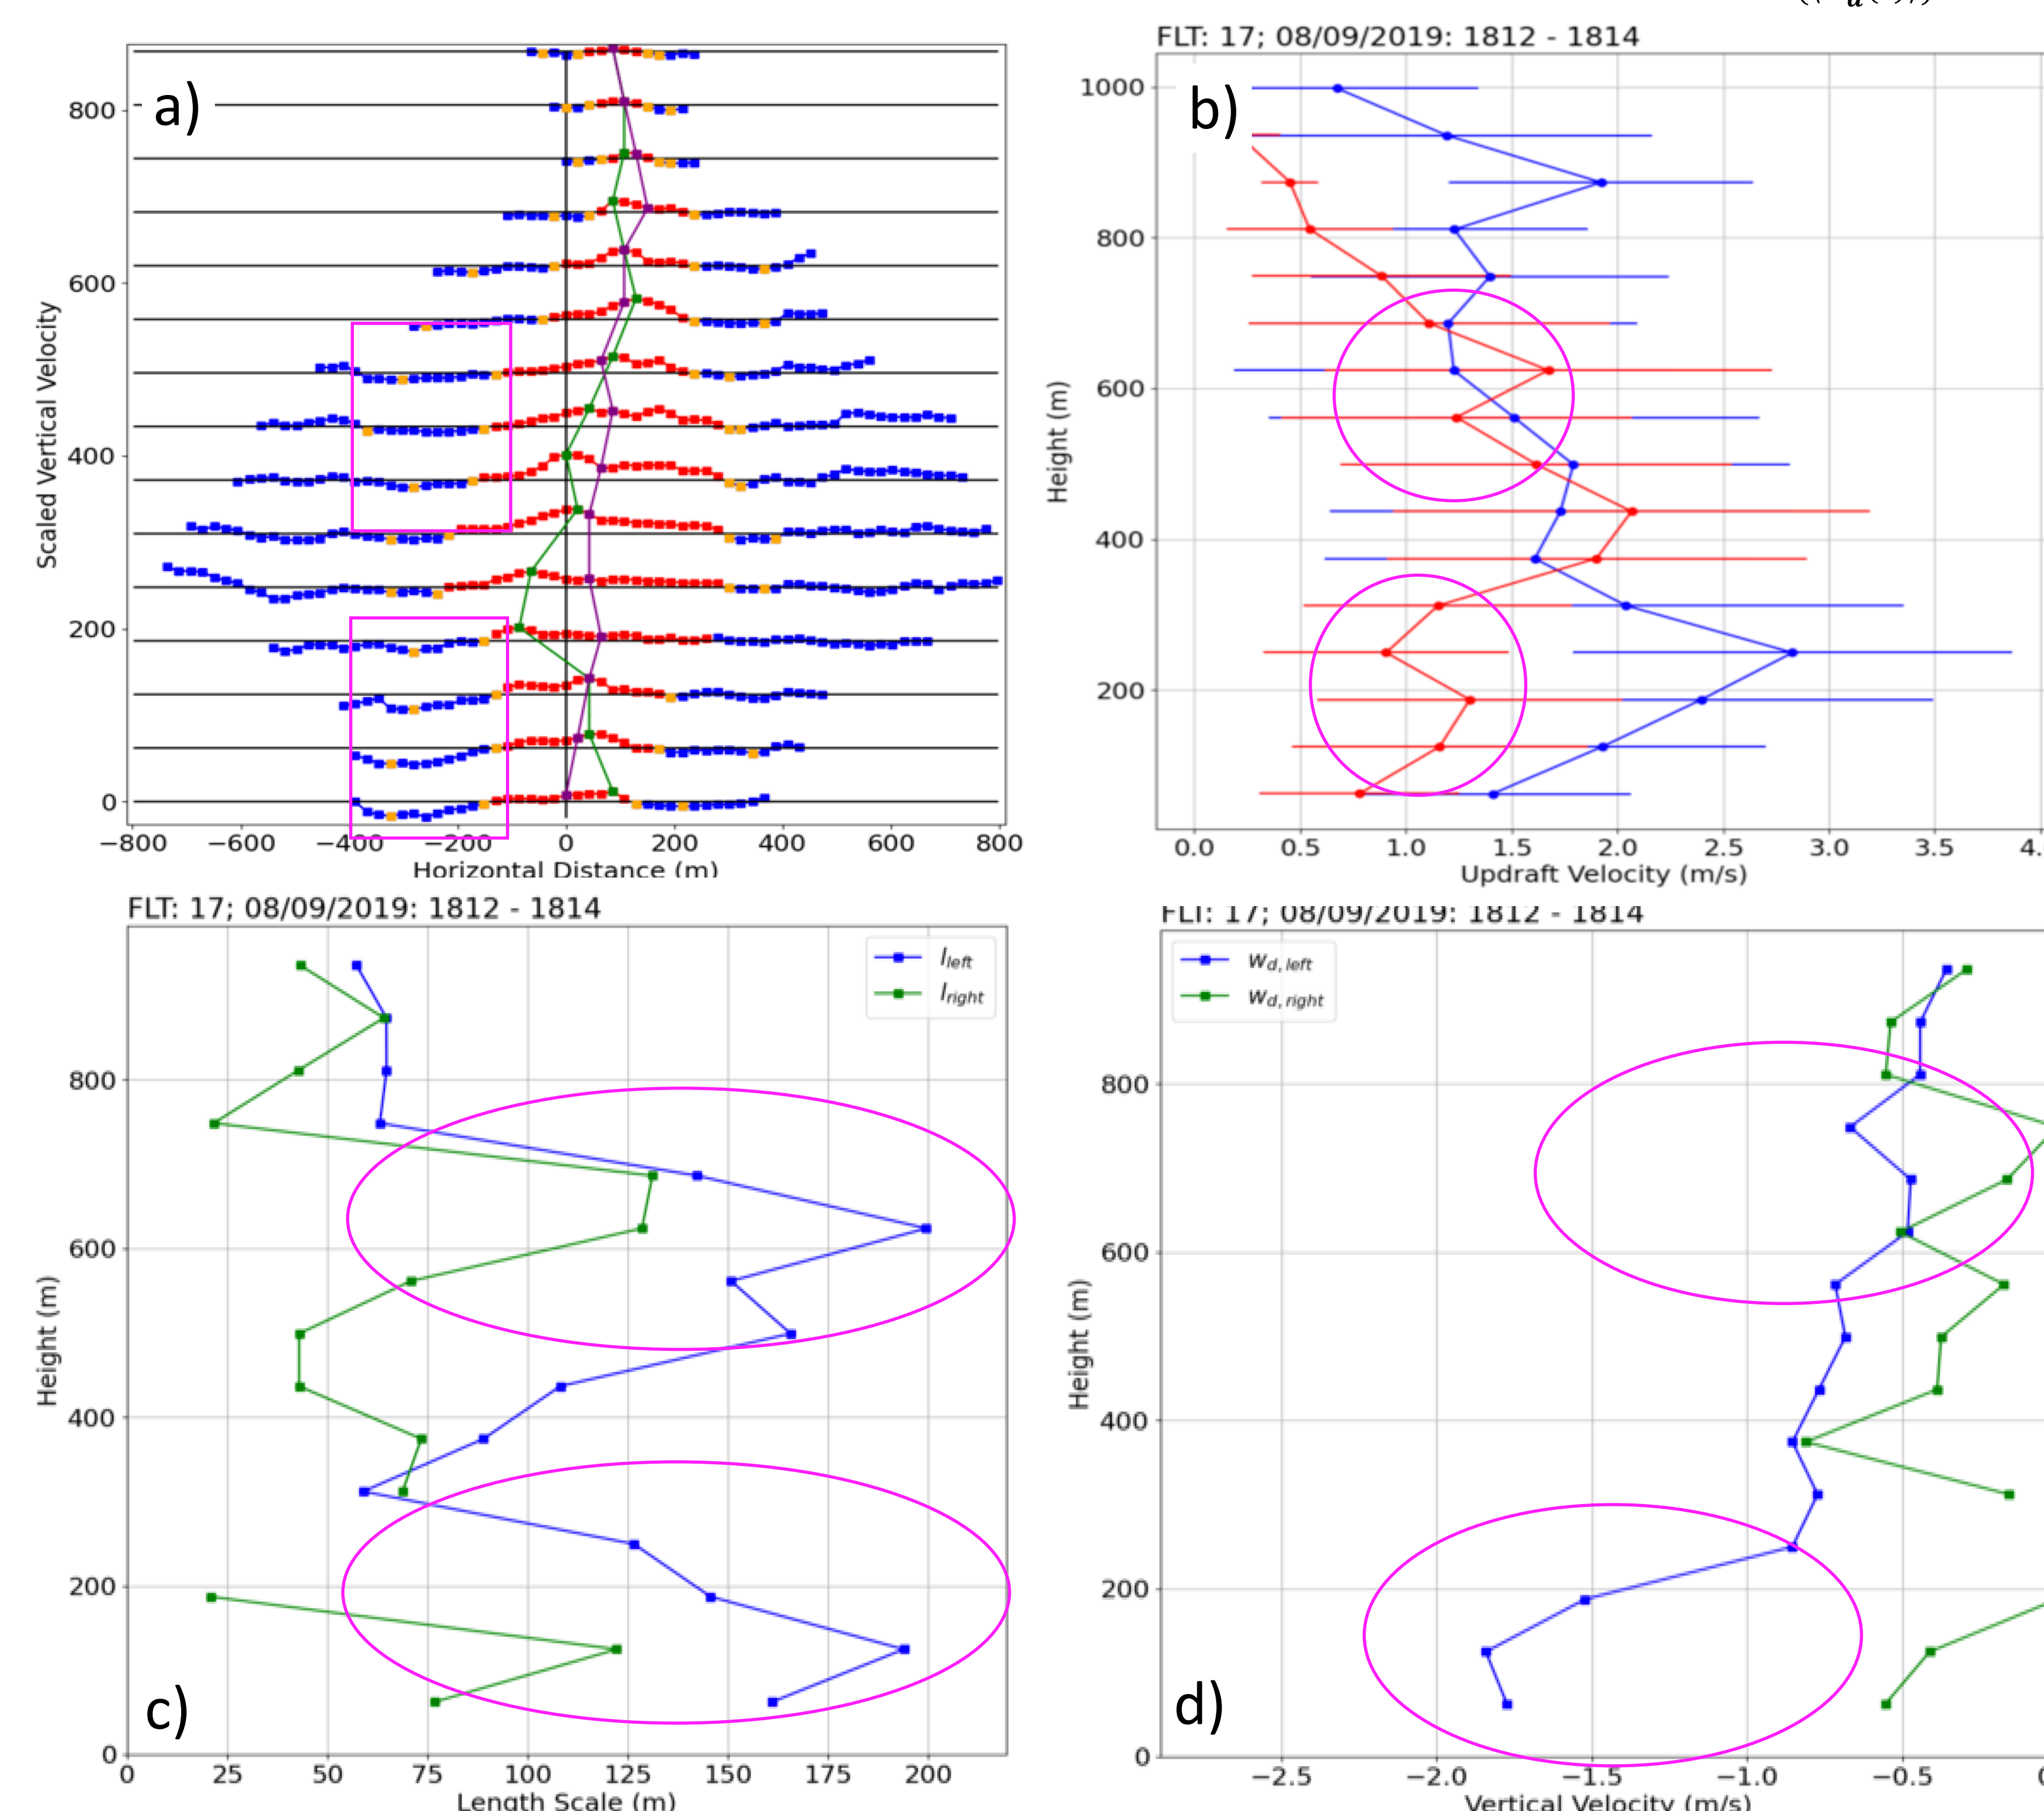 FLT: 17; 08/09/2019: 1812 - 1814
a)
800
600
400
200
0
Scaled Vertical Velocity
−800 −600 −400 −200 0 200 400 600 800
Horizontal Distance (m)
b)
1000
800
600
400
200
Height (m)
0.0 0.5 1.0 1.5 2.0 2.5 3.0 3.5 4.
Updraft Velocity (m/s)
FLT: 17; 08/09/2019: 1812 - 1814
l left
l right
800
600
400
200
0
Height (m)
c)
0 25 50 75 100 125 150 175 200
Length Scale (m)
FLT: 17; 08/09/2019: 1812 - 1814
w d, left
w d, right
800
600
400
200
0
Height (m)
d)
−2.5 −2.0 −1.5 −1.0 −0.5
Vertical Velocity (m/s)